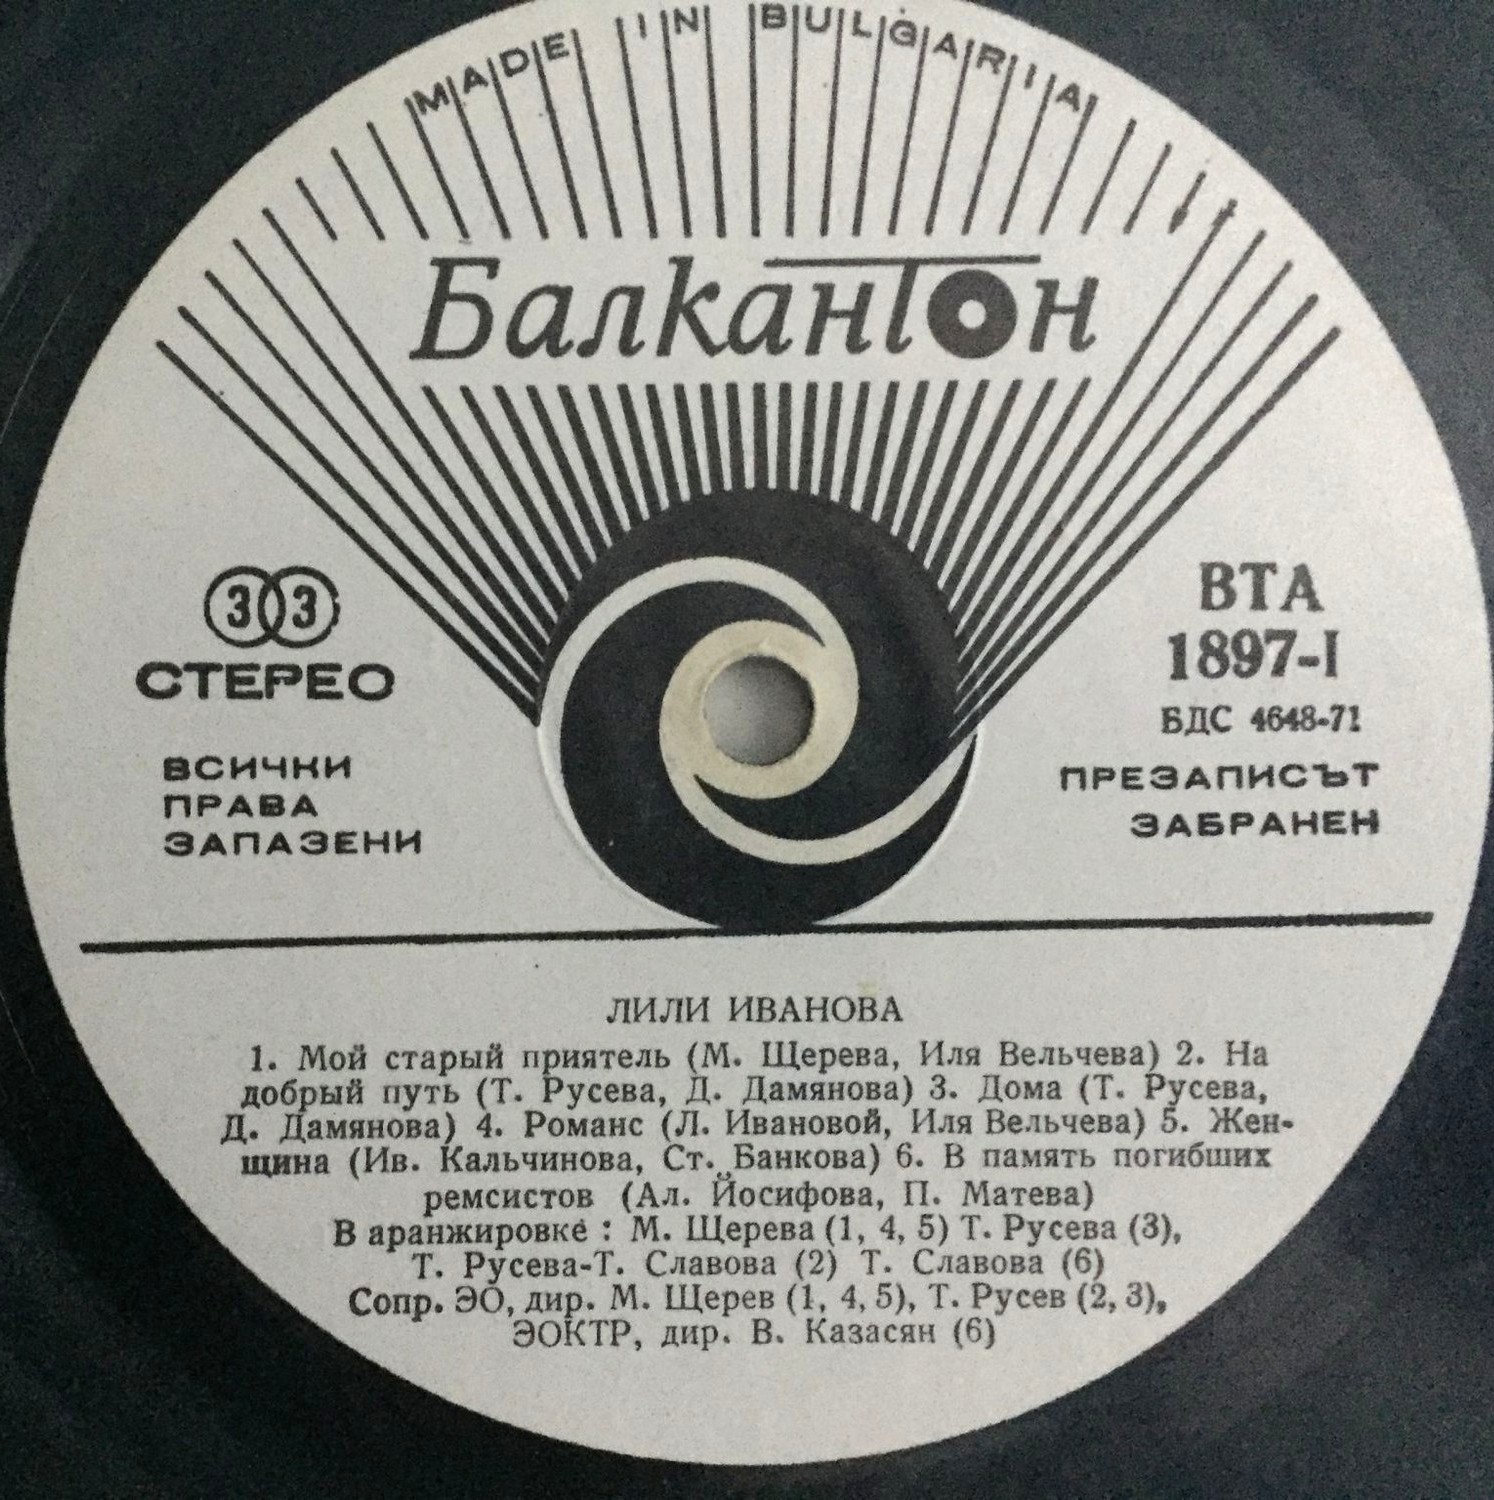 MADE IN BULGARIA
Балкантон
33
СТЕРЕО
ВСИЧКИ
ПРАВА
ЗАПАЗЕНИ
ВТА
1897-I
БДС 4648-71
ПРЕЗАПИСЪТ
ЗАБРАНЕН
ЛИЛИ ИВАНОВА
1. Мой старый приятель (М. Щерева, Иля Вельчева) 2. На
добрый путь (Т. Русева, Д. Дамянова) 3. Дома (Т. Русева,
Д. Дамянова) 4. Романс (Л. Ивановой, Иля Вельчева) 5. Жен-
щина (Ив. Кальчинова, Ст. Банкова) 6. В память погибших
ремсистов (Ал. Йосифова, П. Матева)
В аранжировке : М. Щерева (1, 4, 5) Т. Русева (3),
Т. Русева-Т. Славова (2) Т. Славова (6)
Сопр. ЭО, дир. М. Щерев (1, 4, 5), Т. Русев (2, 3),
ЭОКТР, дир. В. Казасян (6)